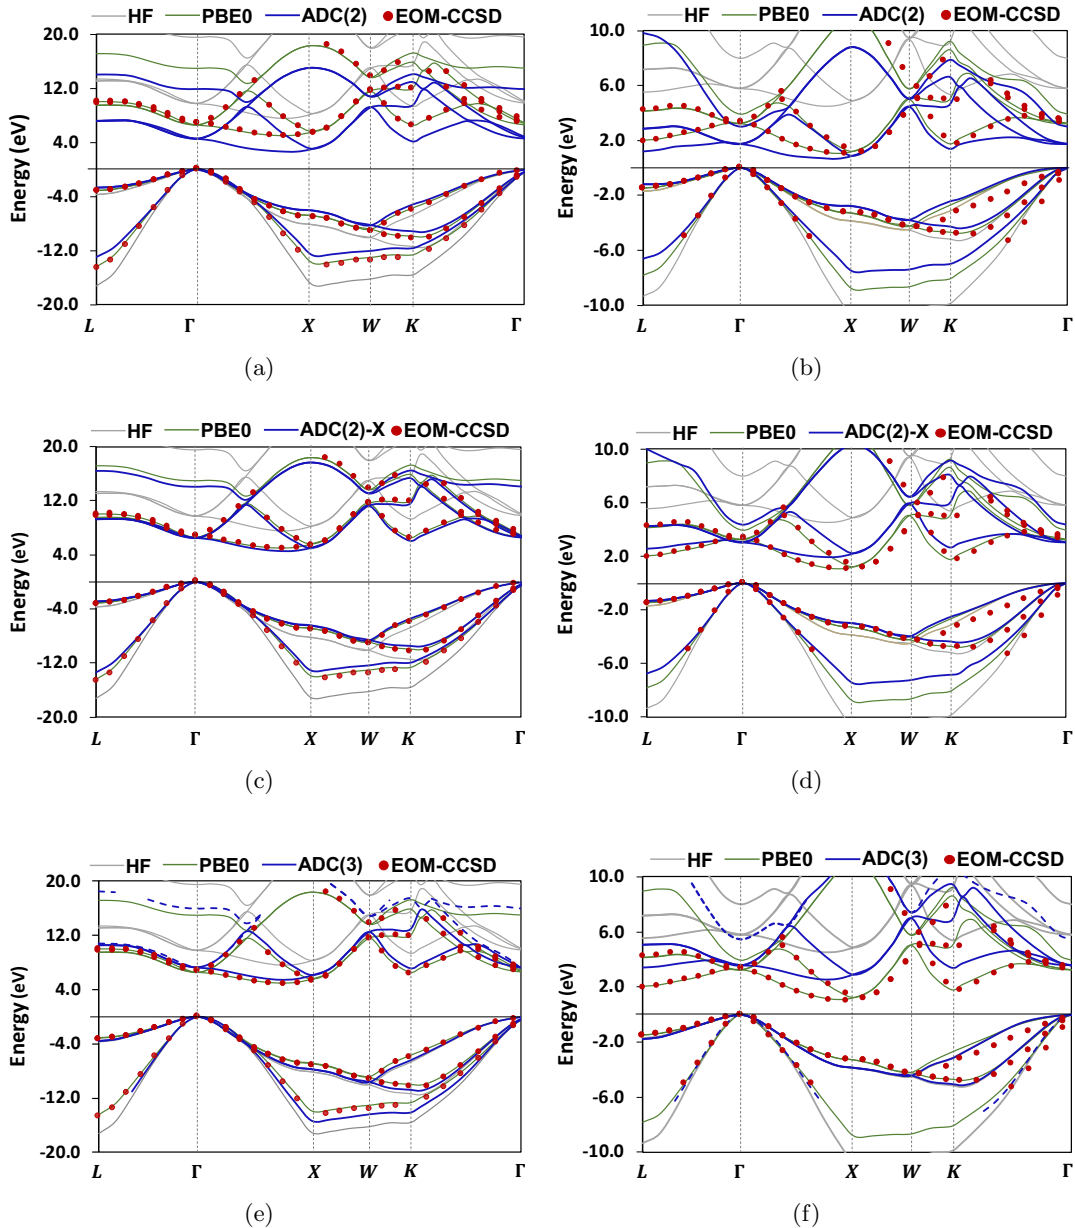 HF PBE0 ADC(2) EOM-CCSD
20.0
12.0
4.0
-4.0
-12.0
-20.0
Energy (eV)
L Γ X W K Γ
(a)
HF PBE0 ADC(2) EOM-CCSD
10.0
6.0
2.0
-2.0
-6.0
-10.0
Energy (eV)
L Γ X W K Γ
(b)
HF PBE0 ADC(2)-X EOM-CCSD
20.0
12.0
4.0
-4.0
-12.0
-20.0
Energy (eV)
L Γ X W K Γ
(c)
HF PBE0 ADC(2)-X EOM-CCSD
10.0
6.0
2.0
-2.0
-6.0
-10.0
Energy (eV)
L Γ X W K Γ
(d)
HF PBE0 ADC(3) EOM-CCSD
20.0
12.0
4.0
-4.0
-12.0
-20.0
Energy (eV)
L Γ X W K Γ
(e)
HF PBE0 ADC(3) EOM-CCSD
10.0
6.0
2.0
-2.0
-6.0
-10.0
Energy (eV)
L Γ X W K Γ
(f)